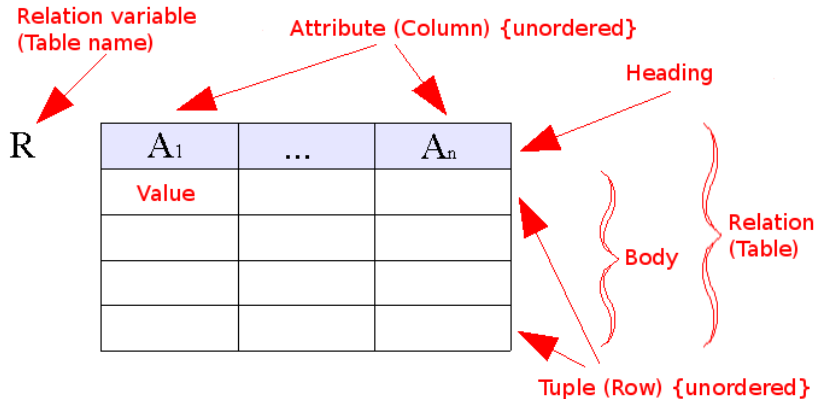 Relation variable
(Table name)
Attribute (Column) {unordered}
Heading
R
A1 ... An
Value
Relation
(Table)
Body
Tuple (Row) {unordered}